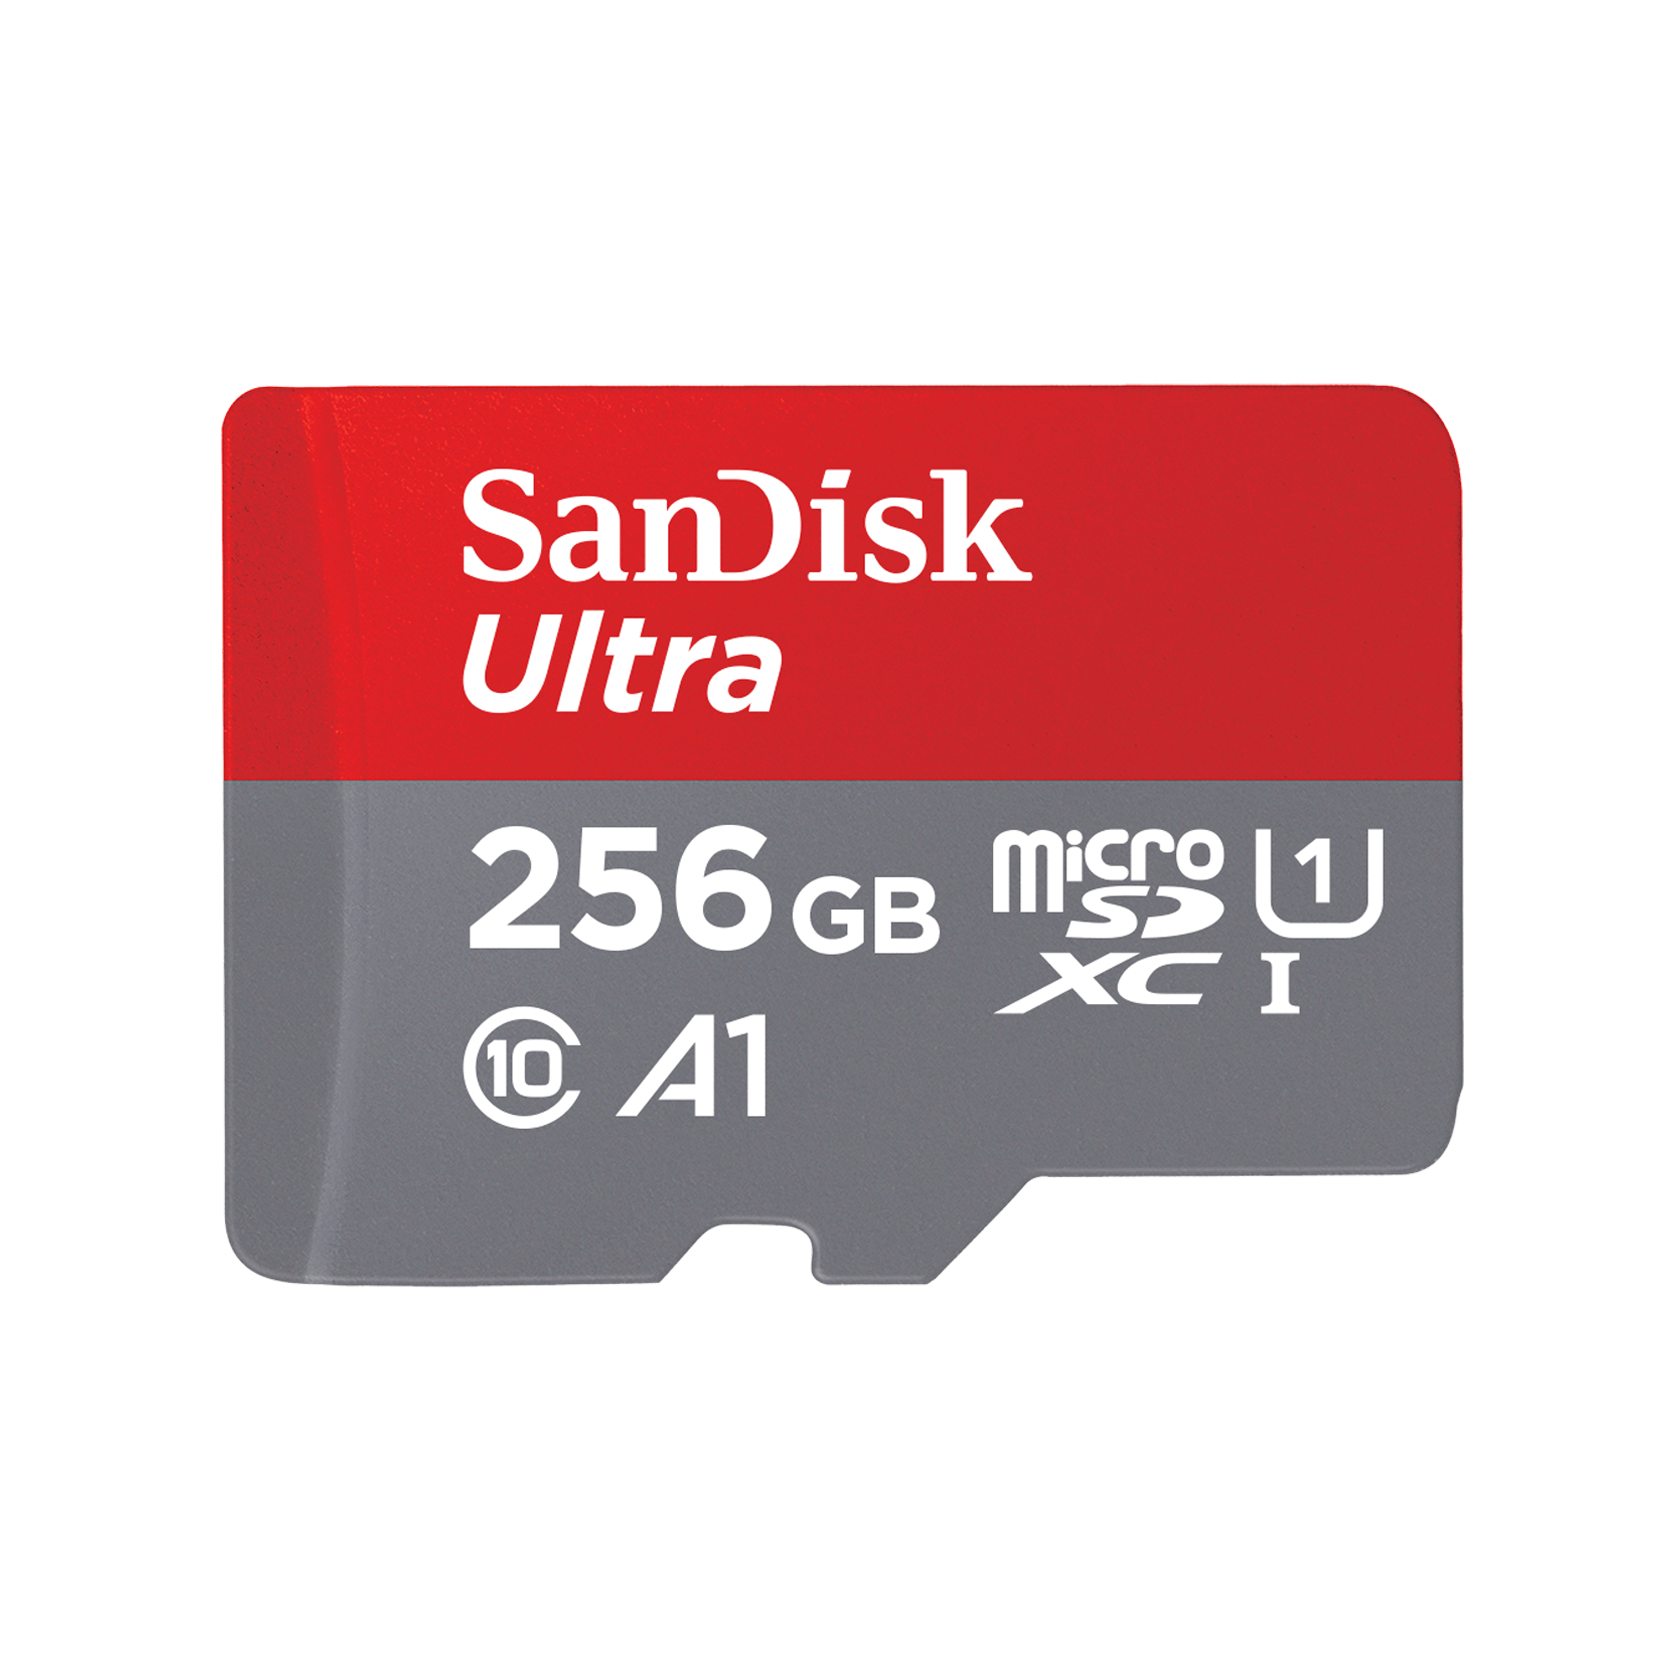 SanDisk
Ultra
256GB
micro
SD
XC I
U1
10 A1